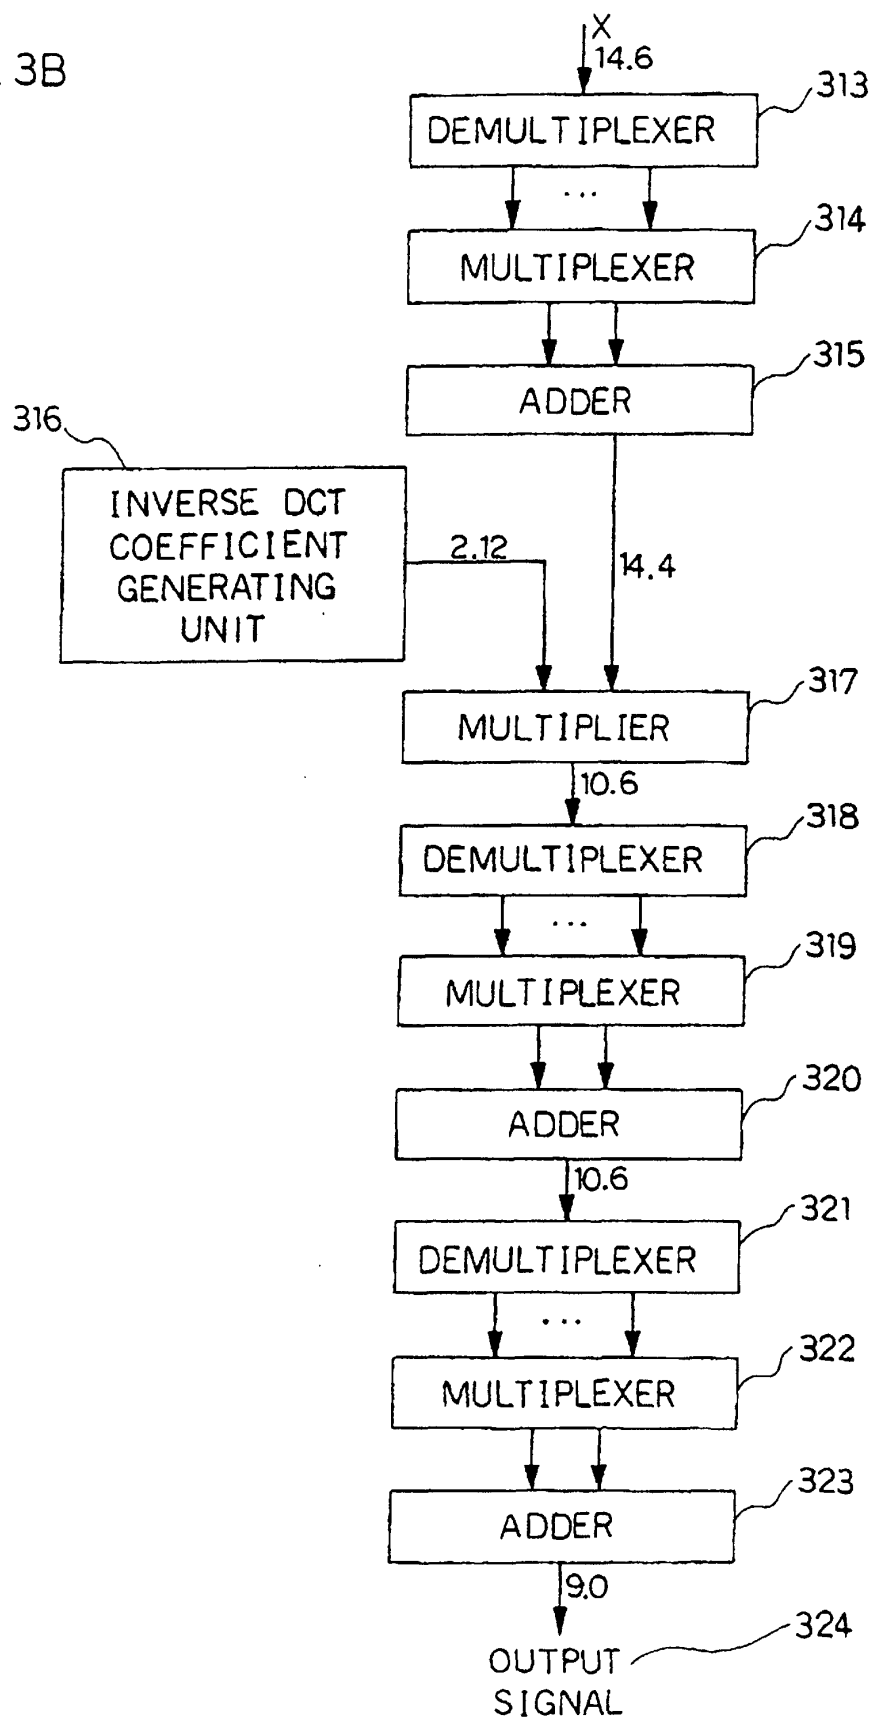 3B
X
14.6
313
DEMULTIPLEXER
...
314
MULTIPLEXER
315
ADDER
316
INVERSE DCT
COEFFICIENT
GENERATING
UNIT
2.12
14.4
317
MULTIPLIER
10.6
318
DEMULTIPLEXER
...
319
MULTIPLEXER
320
ADDER
10.6
321
DEMULTIPLEXER
...
322
MULTIPLEXER
323
ADDER
9.0
324
OUTPUT
SIGNAL